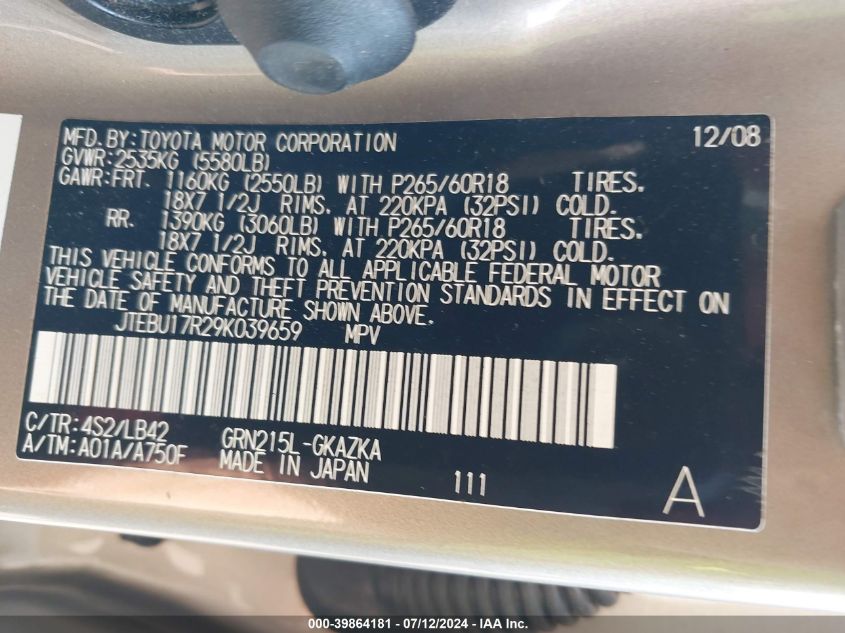 MFD. BY: TOYOTA MOTOR CORPORATION 12/08
GVWR: 2535KG (5580LB)
GAWR: FRT. 1160KG (2550LB) WITH P265/60R18 TIRES.
18X7 1/2J RIMS, AT 220KPA (32PSI) COLD.
RR. 1390KG (3060LB) WITH P265/60R18 TIRES.
18X7 1/2J RIMS, AT 220KPA (32PSI) COLD.
THIS VEHICLE CONFORMS TO ALL APPLICABLE FEDERAL MOTOR
VEHICLE SAFETY AND THEFT PREVENTION STANDARDS IN EFFECT ON
THE DATE OF MANUFACTURE SHOWN ABOVE.
JTEBU17R29K039659 MPV
C/TR: 4S2/LB42 GRN215L-GKAZKA
A/TM: A01A/A750F MADE IN JAPAN 111
A
000-39864181 - 07/12/2024 - IAA Inc.